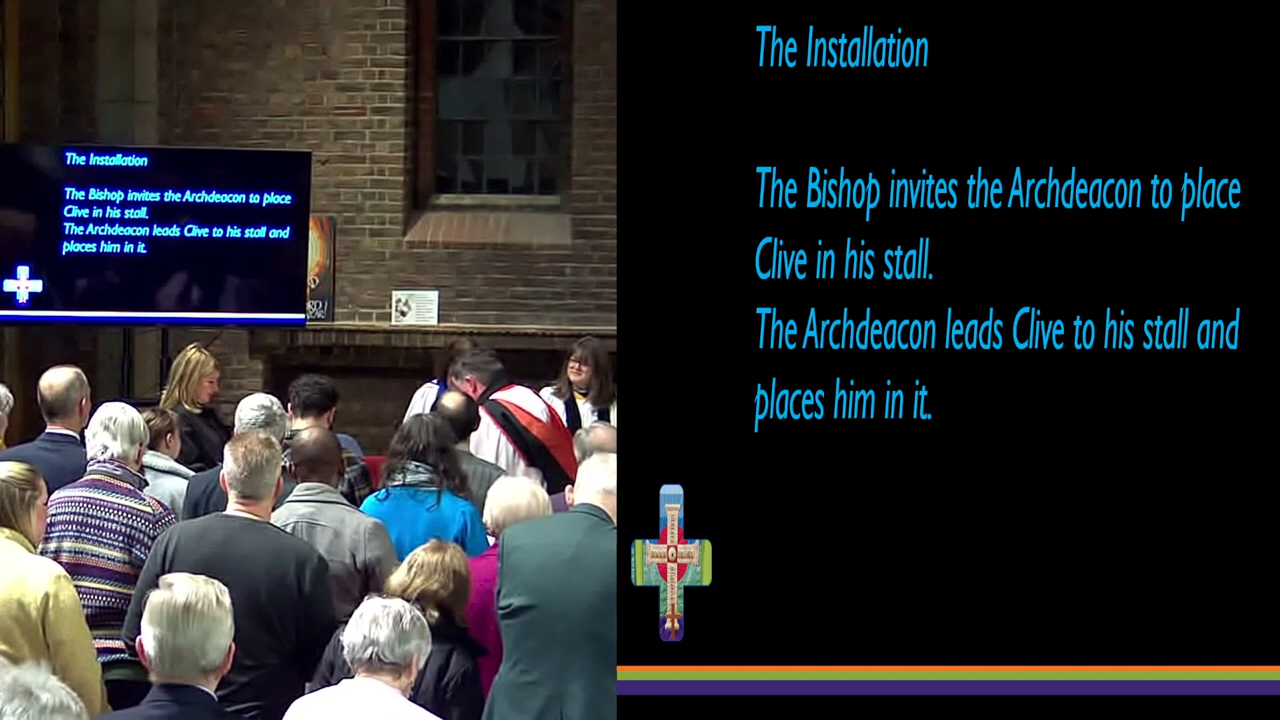 The Installation
The Bishop invites the Archdeacon to place
Clive in his stall.
The Archdeacon leads Clive to his stall and
places him in it.
The Installation
The Bishop invites the Archdeacon to place
Clive in his stall.
The Archdeacon leads Clive to his stall and
places him in it.